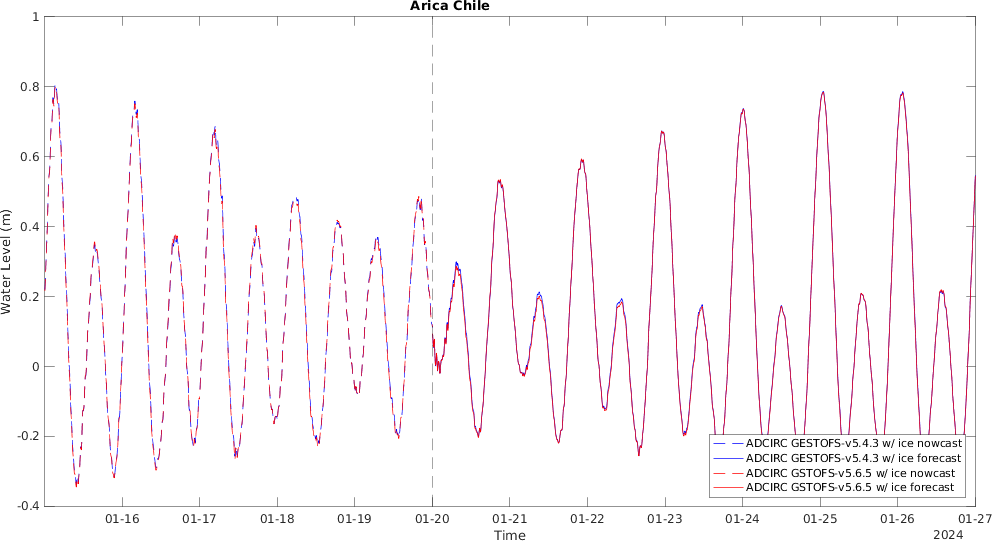 Arica Chile
1
0.8
0.6
0.4
0.2
0
-0.2
-0.4
Water Level (m)
ADCIRC GESTOFS-v5.4.3 w/ ice nowcast
ADCIRC GESTOFS-v5.4.3 w/ ice forecast
ADCIRC GSTOFS-v5.6.5 w/ ice nowcast
ADCIRC GSTOFS-v5.6.5 w/ ice forecast
01-16 01-17 01-18 01-19 01-20 01-21 01-22 01-23 01-24 01-25 01-26 01-27
Time
2024